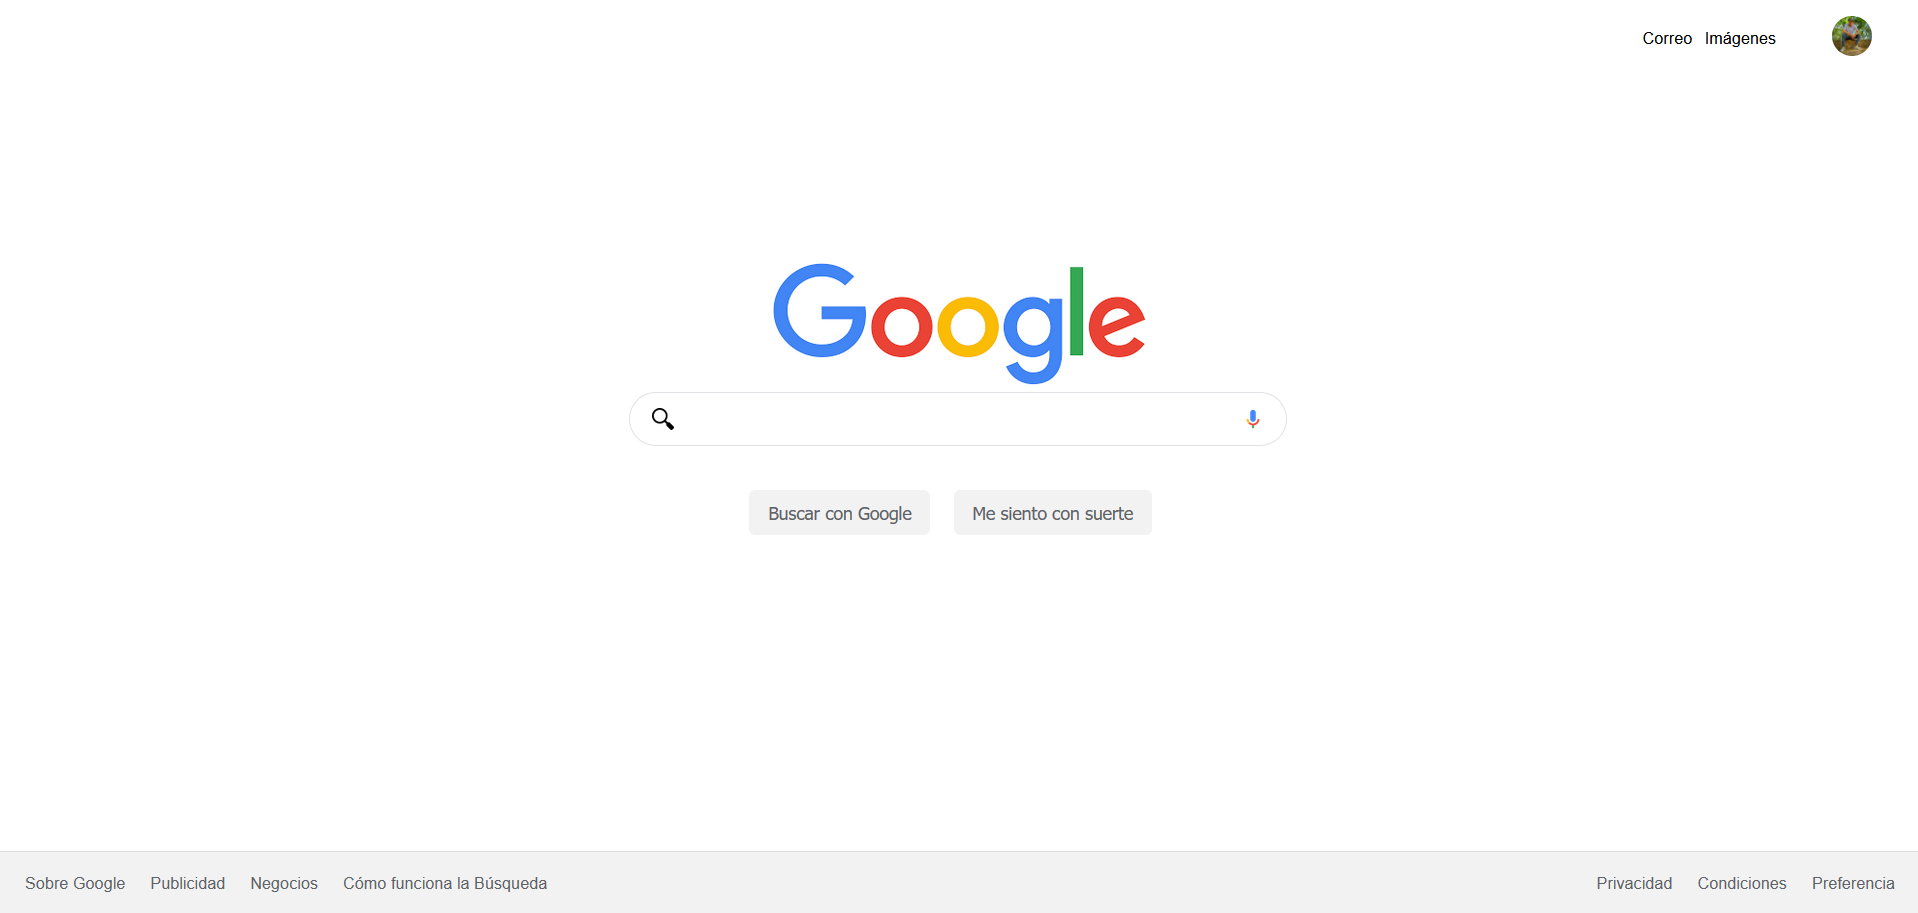 Correo Imágenes
Google
Buscar con Google Me siento con suerte
Sobre Google Publicidad Negocios Cómo funciona la Búsqueda Privacidad Condiciones Preferencia